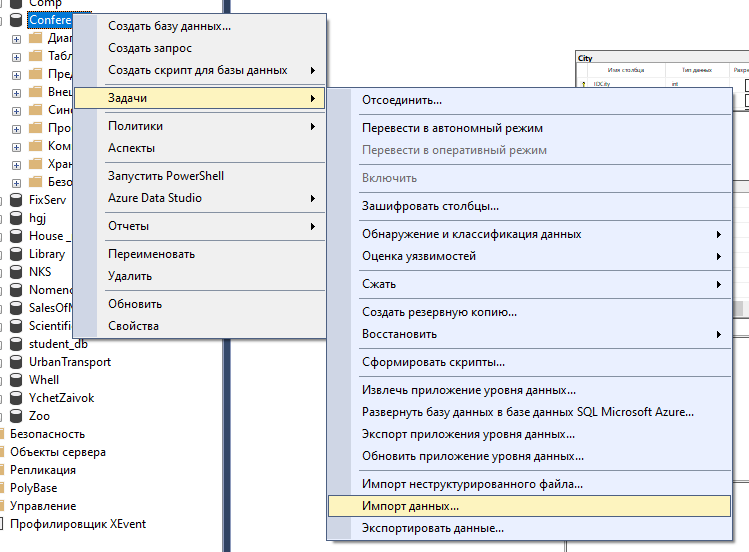 Comp
Confere
Диаг
Табл
Пред
Внеш
Сино
Про
Ком
Хран
Безо
FixServ
hgj
House _
Library
NKS
Nomeno
SalesOfM
Scientifi
student_db
UrbanTransport
Whell
YchetZaivok
Zoo
Безопасность
Объекты сервера
Репликация
PolyBase
Управление
Профилировщик XEvent
Создать базу данных...
Создать запрос
Создать скрипт для базы данных
Задачи
Политики
Аспекты
Запустить PowerShell
Azure Data Studio
Отчеты
Переименовать
Удалить
Обновить
Свойства
Отсоединить...
Перевести в автономный режим
Перевести в оперативный режим
Включить
Зашифровать столбцы...
Обнаружение и классификация данных
Оценка уязвимостей
Сжать
Создать резервную копию...
Восстановить
Сформировать скрипты...
Извлечь приложение уровня данных...
Развернуть базу данных в базе данных SQL Microsoft Azure...
Экспорт приложения уровня данных...
Обновить приложение уровня данных...
Импорт неструктурированного файла...
Импорт данных...
Экспортировать данные...
City
Имя столбца Тип данных Разре
IDCity int